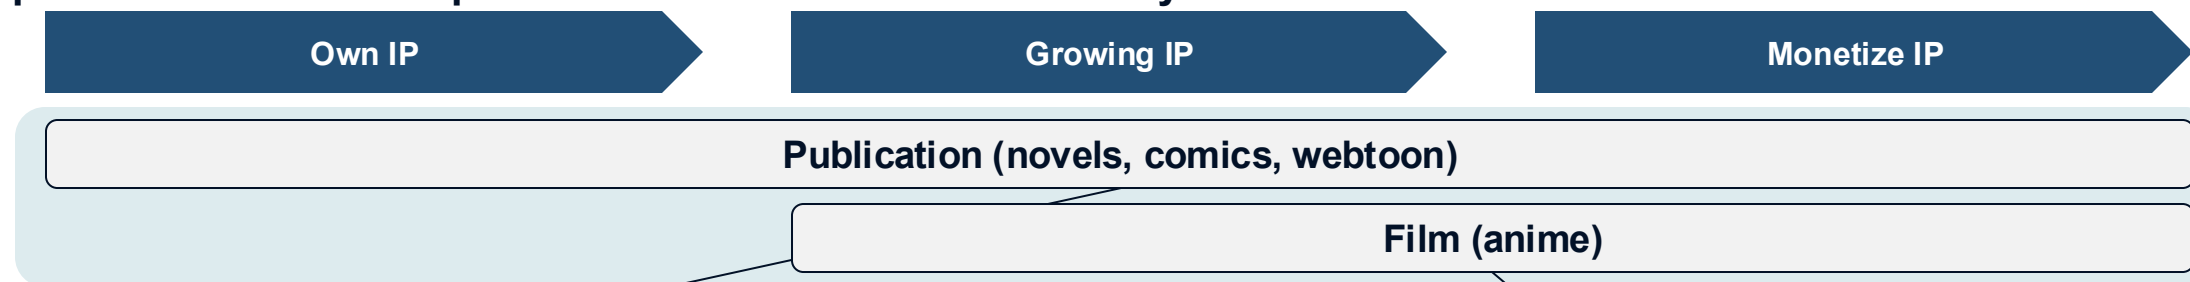 Own IP
Growing IP
Monetize IP
Publication (novels, comics, webtoon)
Film (anime)